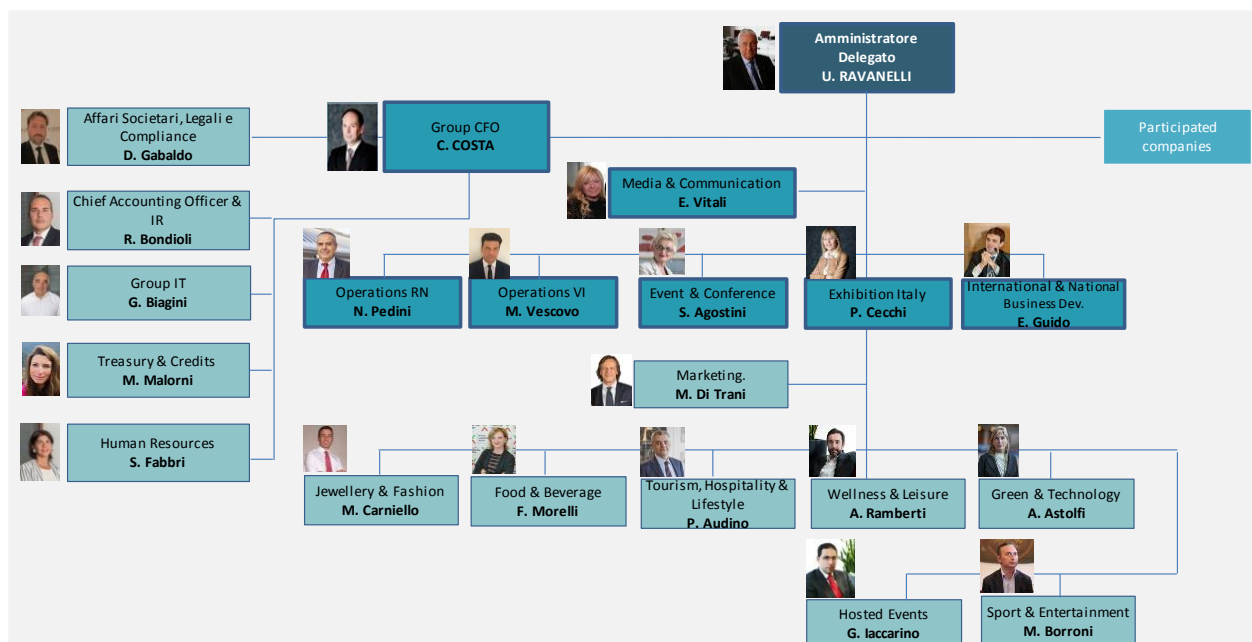 Amministratore
Delegato
U. RAVANELLI
Affari Societari, Legali e
Compliance
D. Gabaldo
Group CFO
C. COSTA
Participated
companies
Media & Communication
E. Vitali
Chief Accounting Officer &
IR
R. Bondioli
Group IT
G. Biagini
Operations RN
N. Pedini
Operations VI
M. Vescovo
Event & Conference
S. Agostini
Exhibition Italy
P. Cecchi
International & National
Business Dev.
E. Guido
Treasury & Credits
M. Malorni
Marketing.
M. Di Trani
Human Resources
S. Fabbri
Jewellery & Fashion
M. Carniello
Food & Beverage
F. Morelli
Tourism, Hospitality &
Lifestyle
P. Audino
Wellness & Leisure
A. Ramberti
Green & Technology
A. Astolfi
Hosted Events
G. Iaccarino
Sport & Entertainment
M. Borroni